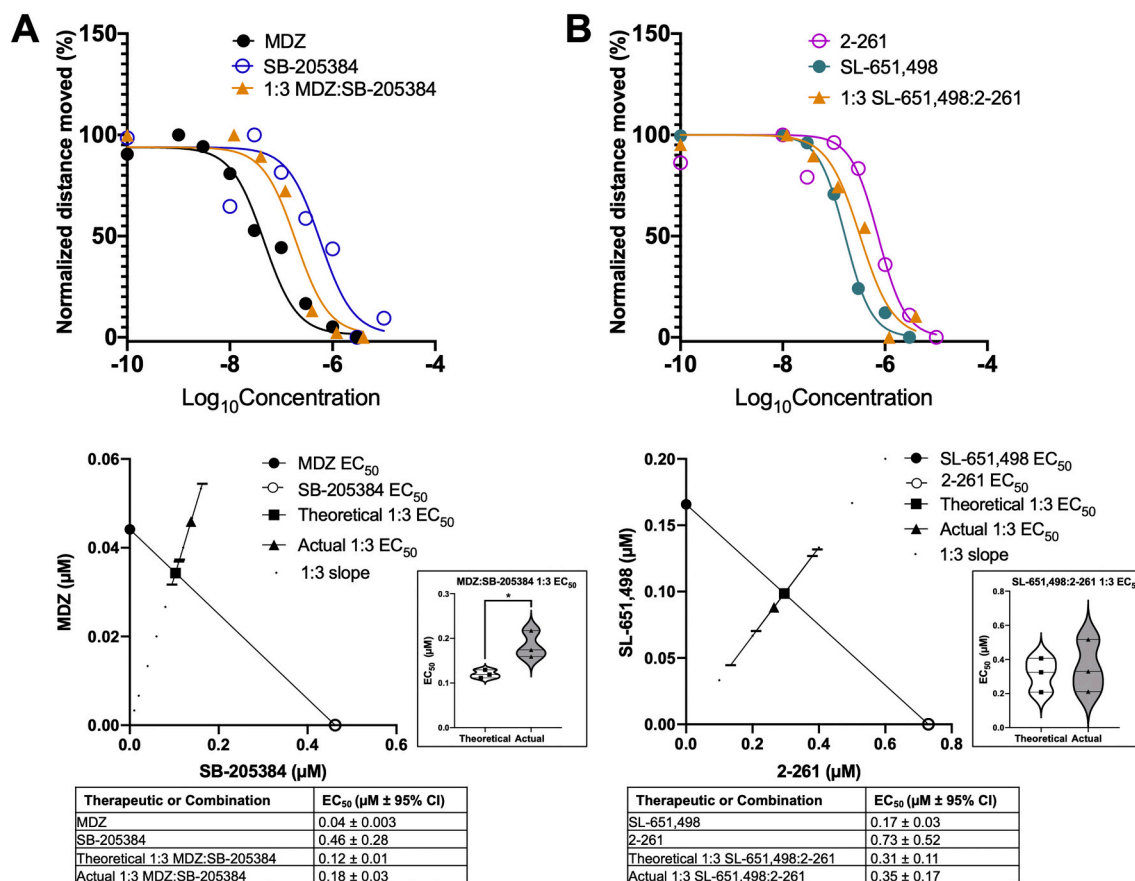 A
Normalized distance moved (%)
150
100
50
0
-10
-8
-6
-4
Log10Concentration
MDZ
SB-205384
1:3 MDZ:SB-205384
B
Normalized distance moved (%)
150
100
50
0
-10
-8
-6
-4
Log10Concentration
2-261
SL-651,498
1:3 SL-651,498:2-261
MDZ (µM)
0.06
0.04
0.02
0.00
0.0
0.2
0.4
0.6
SB-205384 (µM)
MDZ EC50
SB-205384 EC50
Theoretical 1:3 EC50
Actual 1:3 EC50
1:3 slope
MDZ:SB-205384 1:3 EC50
*
EC50 (µM)
0.3
0.2
0.1
0.0
Theoretical Actual
SL-651,498 (µM)
0.20
0.15
0.10
0.05
0.00
0.0
0.2
0.4
0.6
0.8
2-261 (µM)
SL-651,498 EC50
2-261 EC50
Theoretical 1:3 EC50
Actual 1:3 EC50
1:3 slope
SL-651,498:2-261 1:3 EC5
EC50 (µM)
0.8
0.6
0.4
0.2
0.0
Theoretical Actual
Therapeutic or Combination EC50 (µM ± 95% CI)
MDZ 0.04 ± 0.003
SB-205384 0.46 ± 0.28
Theoretical 1:3 MDZ:SB-205384 0.12 ± 0.01
Actual 1:3 MDZ:SB-205384 0.18 ± 0.03
Therapeutic or Combination EC50 (µM ± 95% CI)
SL-651,498 0.17 ± 0.03
2-261 0.73 ± 0.52
Theoretical 1:3 SL-651,498:2-261 0.31 ± 0.11
Actual 1:3 SL-651,498:2-261 0.35 ± 0.17